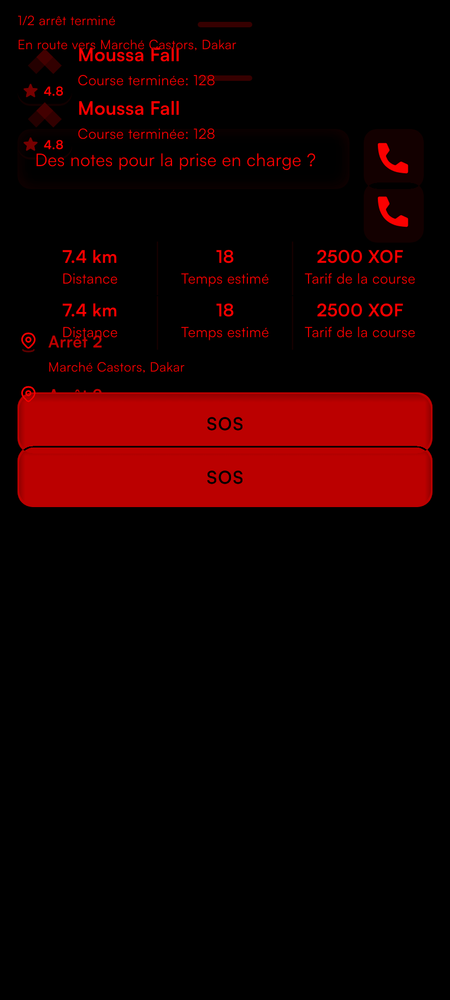 1/2 arrêt terminé
En route vers Marché Castors, Dakar
Moussa Fall
Course terminée: 128
4.8
Moussa Fall
Course terminée: 128
4.8
Des notes pour la prise en charge ?
7.4 km 18 2500 XOF
Distance Temps estimé Tarif de la course
7.4 km 18 2500 XOF
Distance Temps estimé Tarif de la course
Arrêt 2
Marché Castors, Dakar
SOS
SOS